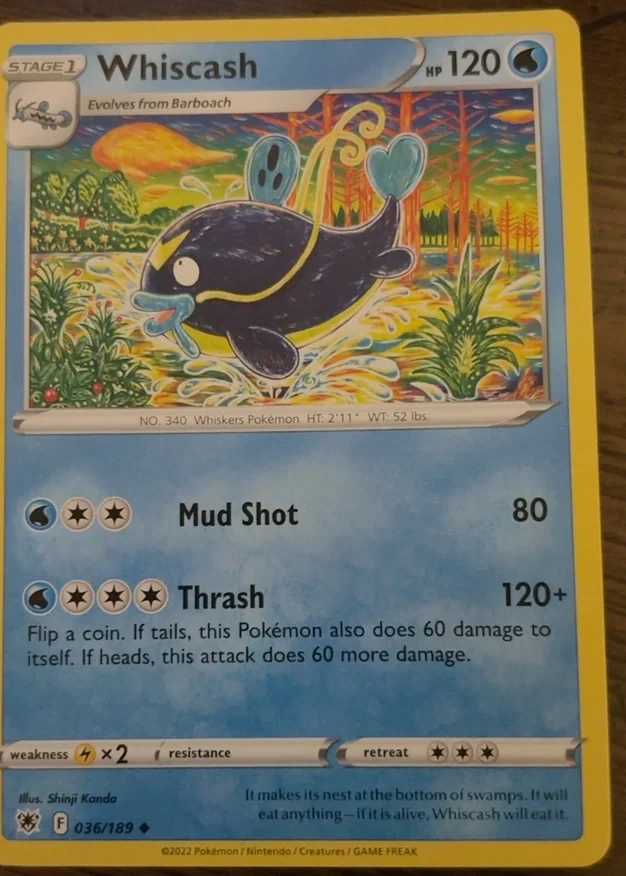 STAGE 1 Whiscash HP 120
Evolves from Barboach
NO. 340 Whiskers Pokémon HT: 2'11" WT: 52 lbs.
Mud Shot 80
Thrash 120+
Flip a coin. If tails, this Pokémon also does 60 damage to
itself. If heads, this attack does 60 more damage.
weakness ×2 resistance retreat
Illus. Shinji Kanda
It makes its nest at the bottom of swamps. It will
eat anything—if it is alive, Whiscash will eat it.
F 036/189
©2022 Pokémon / Nintendo / Creatures / GAME FREAK